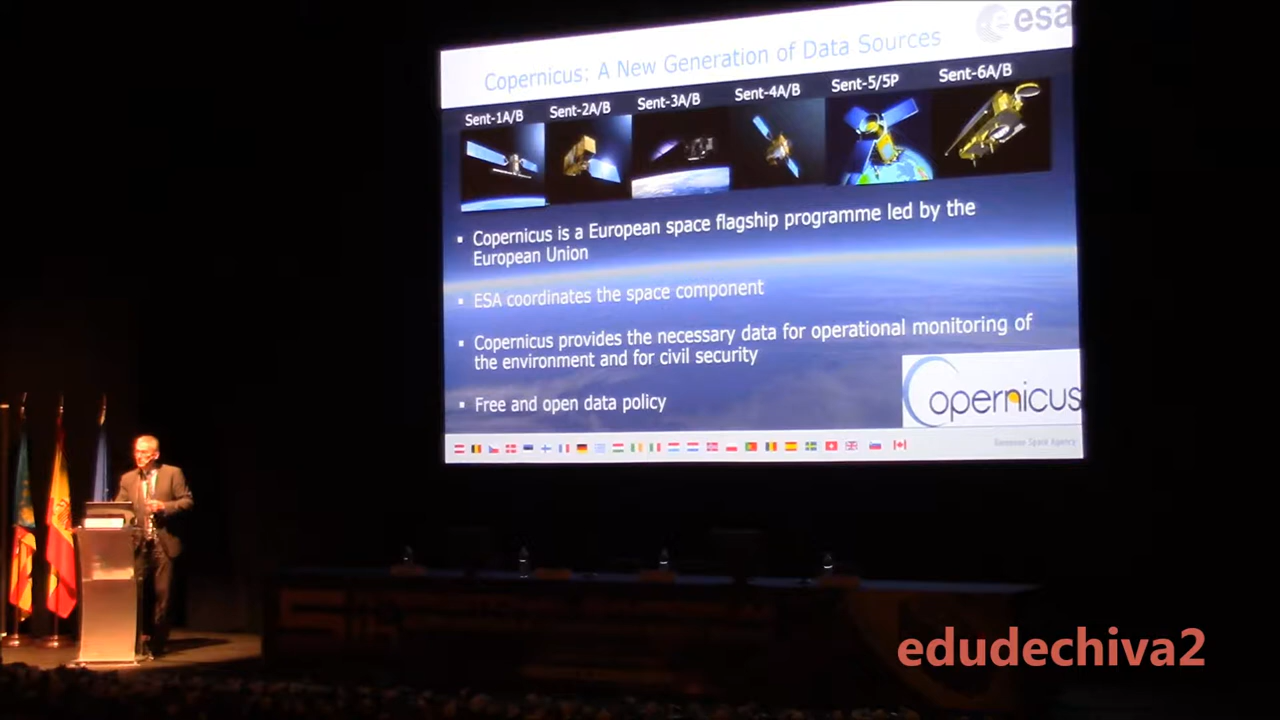 esa
Copernicus: A New Generation of Data Sources
Sent-1A/B Sent-2A/B Sent-3A/B Sent-4A/B Sent-5/5P Sent-6A/B
▪ Copernicus is a European space flagship programme led by the
European Union
▪ ESA coordinates the space component
▪ Copernicus provides the necessary data for operational monitoring of
the environment and for civil security
▪ Free and open data policy
opernicus
European Space Agency
edudechiva2